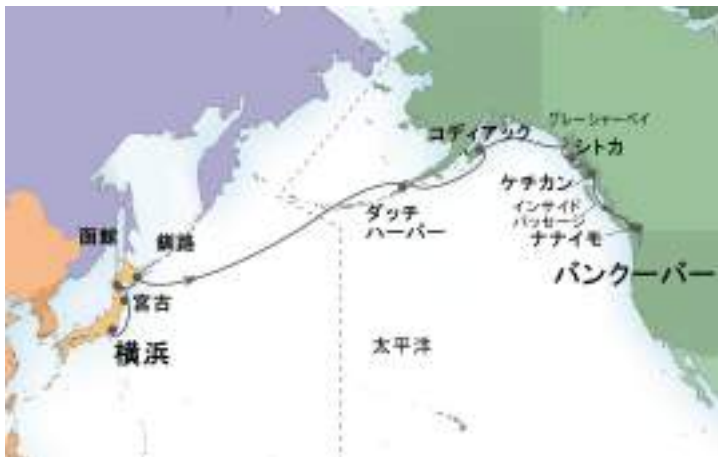 グレーシャーベイ
コディアック
シトカ
ケチカン
インサイド
パッセージ
ナナイモ
バンクーバー
ダッチ
ハーバー
函館
釧路
宮古
横浜
太平洋